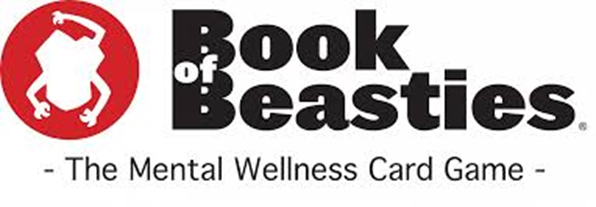 Book
of
Beasties®
- The Mental Wellness Card Game -